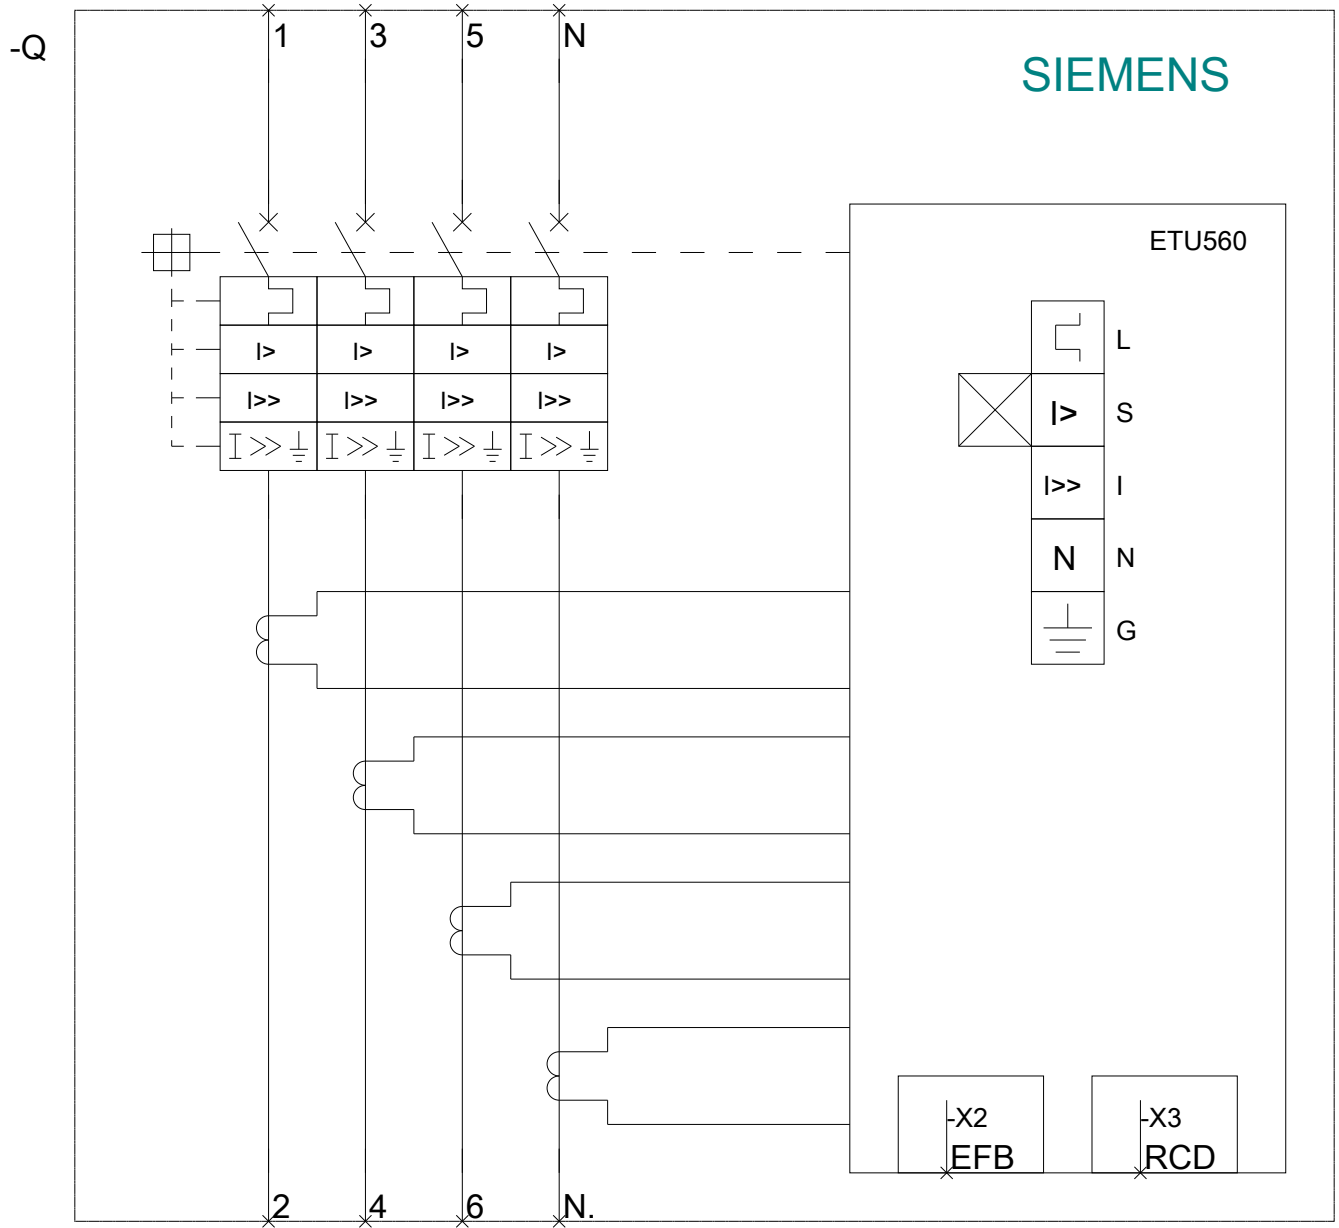 1 3 5 N
-Q
SIEMENS
ETU560
L
I> I> I> I>
I> S
I>> I>> I>> I>>
I >> I >> I >> I >>
I>> I
N N
G
-X2 -X3
EFB RCD
2 4 6 N.